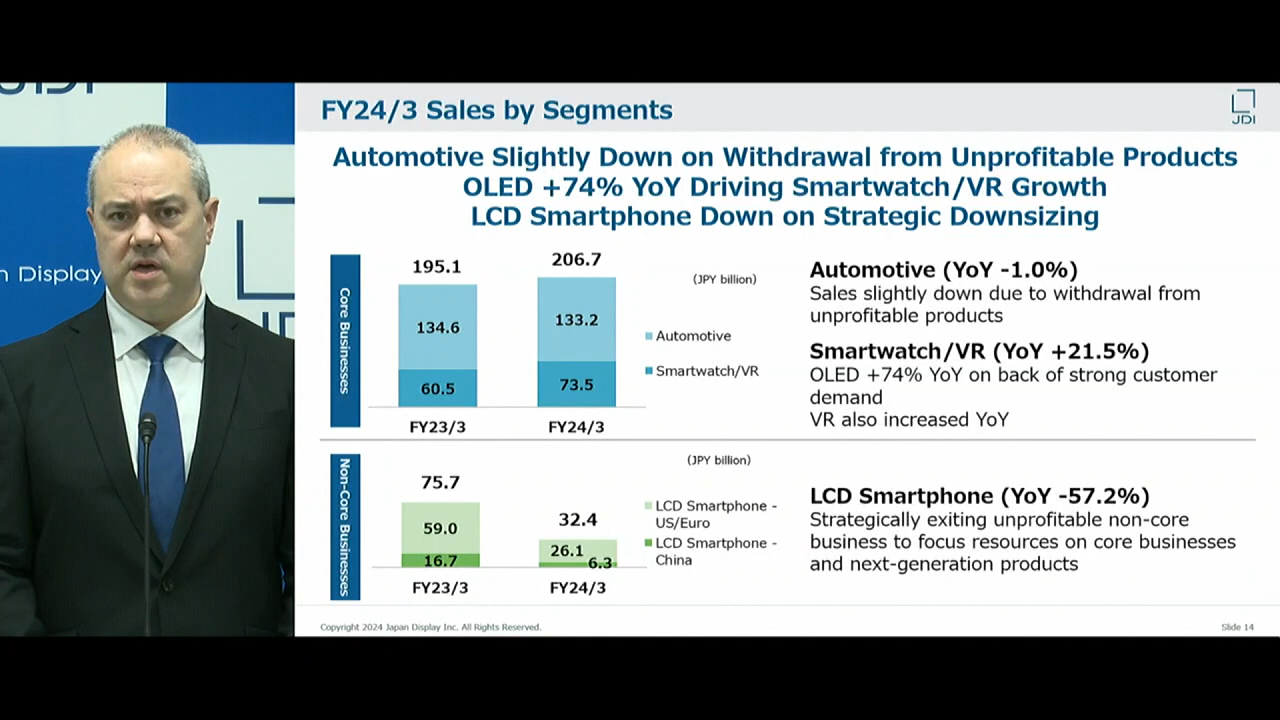 JDI
n Display
JDI
FY24/3 Sales by Segments
JDI
Automotive Slightly Down on Withdrawal from Unprofitable Products
OLED +74% YoY Driving Smartwatch/VR Growth
LCD Smartphone Down on Strategic Downsizing
Core Businesses
195.1
206.7
(JPY billion)
134.6
133.2
Automotive
60.5
73.5
Smartwatch/VR
FY23/3
FY24/3
Automotive (YoY -1.0%)
Sales slightly down due to withdrawal from
unprofitable products
Smartwatch/VR (YoY +21.5%)
OLED +74% YoY on back of strong customer
demand
VR also increased YoY
Non-Core Businesses
(JPY billion)
75.7
32.4
59.0
26.1
LCD Smartphone -
US/Euro
16.7
6.3
LCD Smartphone -
China
FY23/3
FY24/3
LCD Smartphone (YoY -57.2%)
Strategically exiting unprofitable non-core
business to focus resources on core businesses
and next-generation products
Copyright 2024 Japan Display Inc. All Rights Reserved.
Slide 14